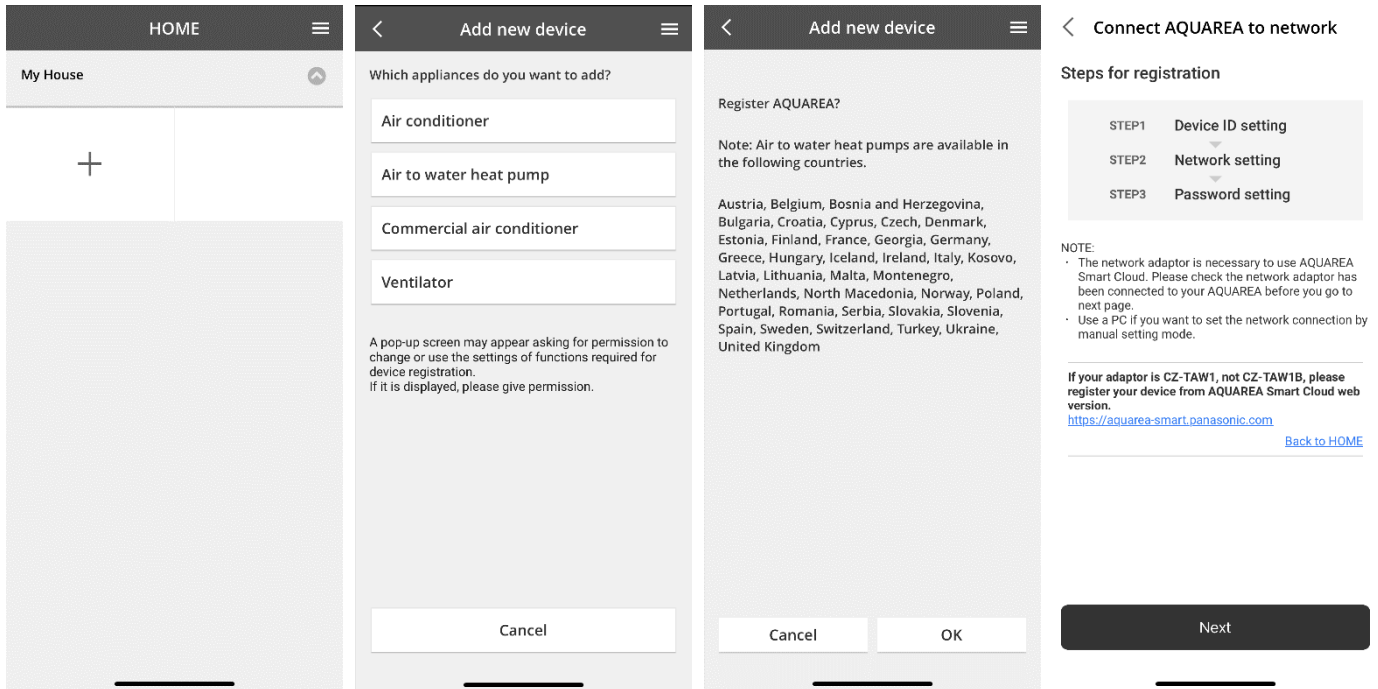 HOME
My House
Add new device
Which appliances do you want to add?
Air conditioner
Air to water heat pump
Commercial air conditioner
Ventilator
A pop-up screen may appear asking for permission to
change or use the settings of functions required for
device registration.
If it is displayed, please give permission.
Cancel
Add new device
Register AQUAREA?
Note: Air to water heat pumps are available in
the following countries.
Austria, Belgium, Bosnia and Herzegovina,
Bulgaria, Croatia, Cyprus, Czech, Denmark,
Estonia, Finland, France, Georgia, Germany,
Greece, Hungary, Iceland, Ireland, Italy, Kosovo,
Latvia, Lithuania, Malta, Montenegro,
Netherlands, North Macedonia, Norway, Poland,
Portugal, Romania, Serbia, Slovakia, Slovenia,
Spain, Sweden, Switzerland, Turkey, Ukraine,
United Kingdom
Cancel
OK
Connect AQUAREA to network
Steps for registration
STEP1 Device ID setting
STEP2 Network setting
STEP3 Password setting
NOTE:
· The network adaptor is necessary to use AQUAREA
Smart Cloud. Please check the network adaptor has
been connected to your AQUAREA before you go to
next page.
· Use a PC if you want to set the network connection by
manual setting mode.
If your adaptor is CZ-TAW1, not CZ-TAW1B, please
register your device from AQUAREA Smart Cloud web
version.
https://aquarea-smart.panasonic.com
Back to HOME
Next